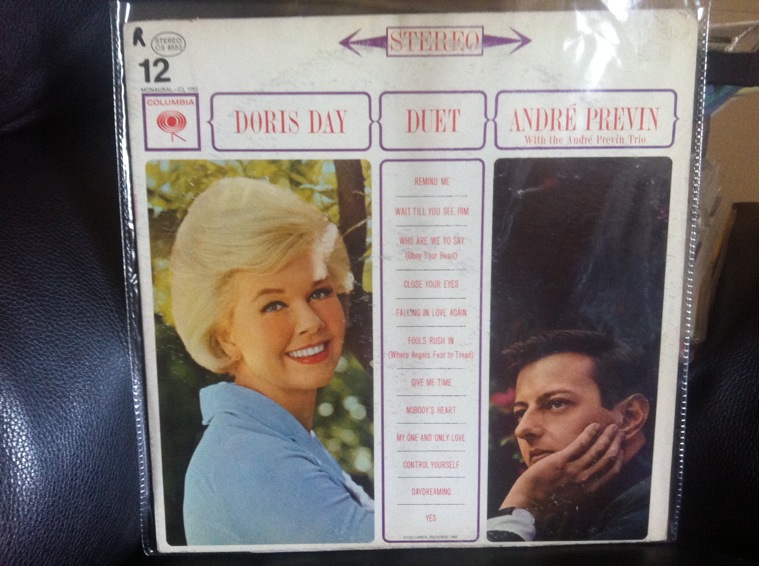 R
STEREO
CS 8552
12
MONAURAL-CL 1752
STEREO
COLUMBIA
DORIS DAY
DUET
ANDRÉ PREVIN
With the André Previn Trio
REMIND ME
WAIT TILL YOU SEE HIM
WHO ARE WE TO SAY
(Obey Your Heart)
CLOSE YOUR EYES
FALLING IN LOVE AGAIN
FOOLS RUSH IN
(Where Angels Fear to Tread)
GIVE ME TIME
NOBODY'S HEART
MY ONE AND ONLY LOVE
CONTROL YOURSELF
DAYDREAMING
YES